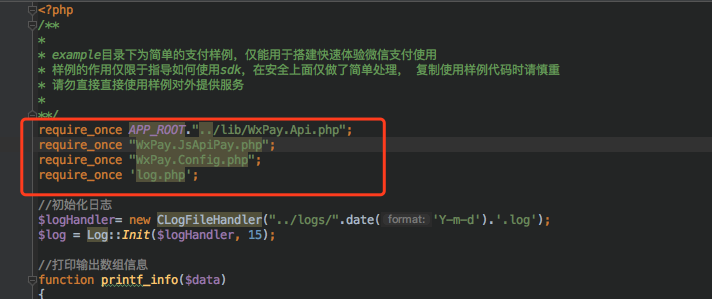 <?php
/**
*
* example目录下为简单的支付样例，仅能用于搭建快速体验微信支付使用
* 样例的作用仅限于指导如何使用sdk，在安全上面仅做了简单处理， 复制使用样例代码时请慎重
* 请勿直接直接使用样例对外提供服务
*
**/
require_once APP_ROOT."../lib/WxPay.Api.php";
require_once "WxPay.JsApiPay.php";
require_once "WxPay.Config.php";
require_once 'log.php';
//初始化日志
$logHandler= new CLogFileHandler("../logs/".date( format: 'Y-m-d').'.log');
$log = Log::Init($logHandler, 15);
//打印输出数组信息
function printf_info($data)
{